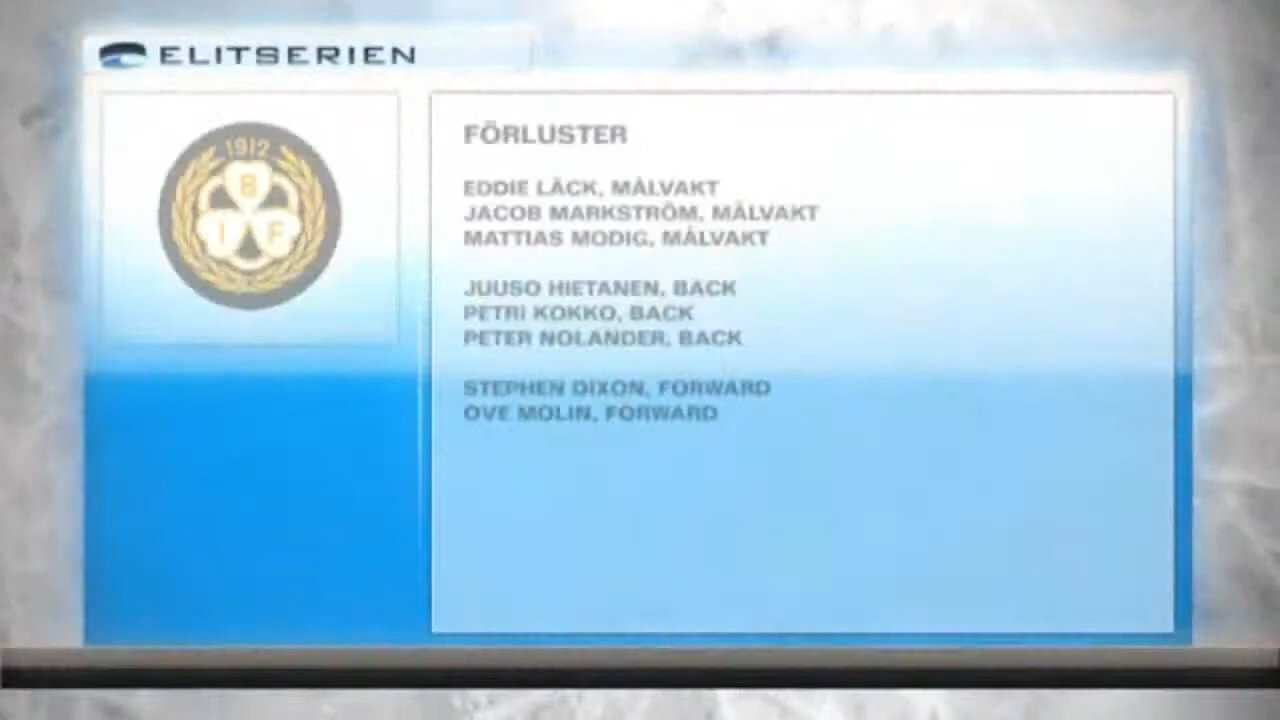 ELITSERIEN
1912
B
I F
FÖRLUSTER
EDDIE LÄCK, MÅLVAKT
JACOB MARKSTRÖM, MÅLVAKT
MATTIAS MODIG, MÅLVAKT
JUUSO HIETANEN, BACK
PETRI KOKKO, BACK
PETER NOLANDER, BACK
STEPHEN DIXON, FORWARD
OVE MOLIN, FORWARD